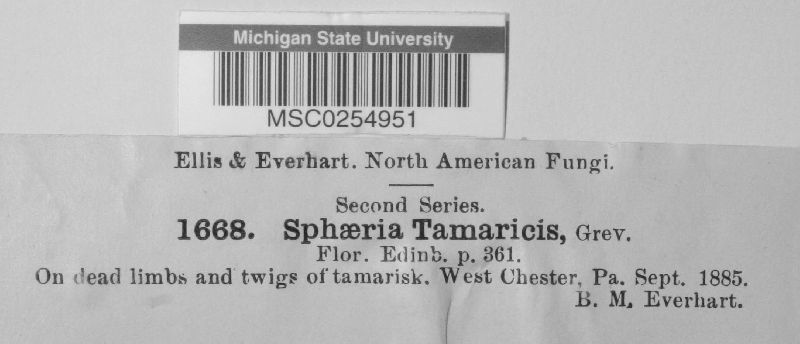 Michigan State University
MSC0254951
Ellis & Everhart. North American Fungi.
Second Series.
1668. Sphæria Tamaricis, Grev.
Flor. Edinb. p. 361.
On dead limbs and twigs of tamarisk. West Chester, Pa. Sept. 1885.
B. M. Everhart.